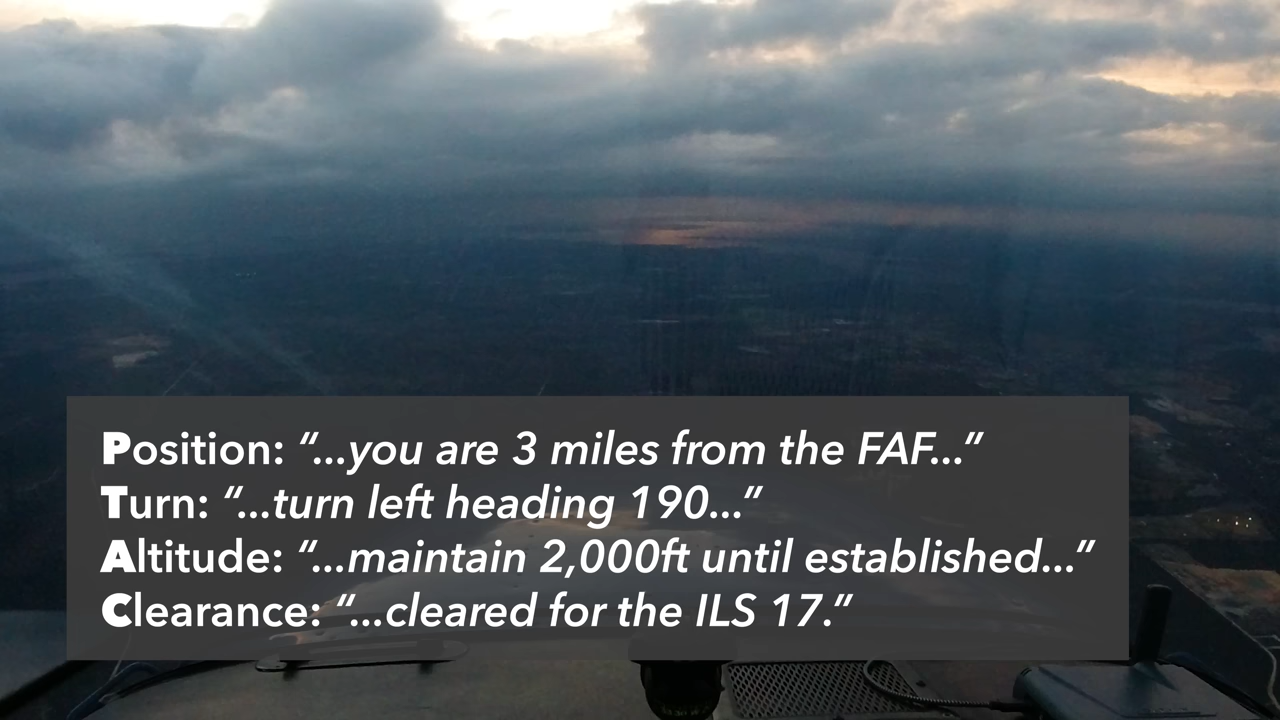 Position: “...you are 3 miles from the FAF...”
Turn: “...turn left heading 190...”
Altitude: “...maintain 2,000ft until established...”
Clearance: “...cleared for the ILS 17.”